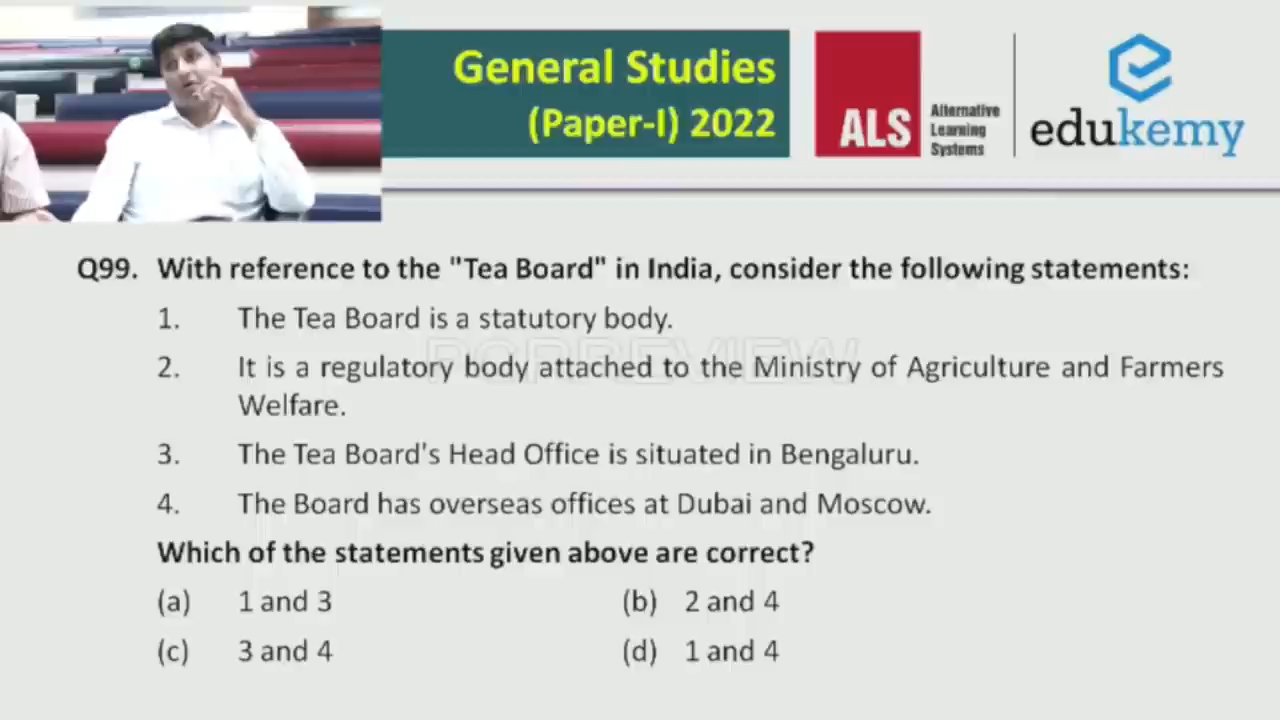 General Studies
(Paper-I) 2022
ALS
Alternative
Learning
Systems
edukemy
Q99. With reference to the "Tea Board" in India, consider the following statements:
1. The Tea Board is a statutory body.
2. It is a regulatory body attached to the Ministry of Agriculture and Farmers
Welfare.
3. The Tea Board's Head Office is situated in Bengaluru.
4. The Board has overseas offices at Dubai and Moscow.
Which of the statements given above are correct?
(a) 1 and 3 (b) 2 and 4
(c) 3 and 4 (d) 1 and 4